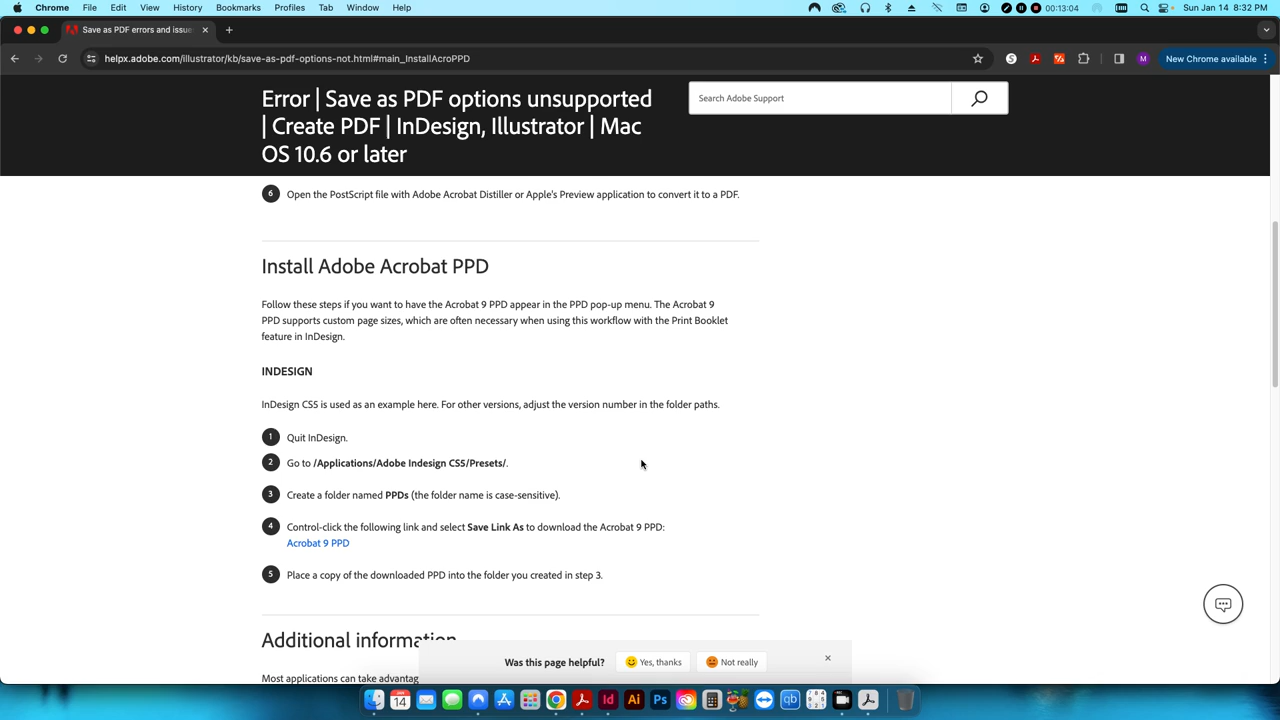 Chrome File Edit View History Bookmarks Profiles Tab Window Help 00:13:04 Sun Jan 14 8:32 PM
Save as PDF errors and issue
helpx.adobe.com/illustrator/kb/save-as-pdf-options-not.html#main_InstallAcroPPD
New Chrome available
Error | Save as PDF options unsupported
| Create PDF | InDesign, Illustrator | Mac
OS 10.6 or later
Search Adobe Support
6 Open the PostScript file with Adobe Acrobat Distiller or Apple's Preview application to convert it to a PDF.
Install Adobe Acrobat PPD
Follow these steps if you want to have the Acrobat 9 PPD appear in the PPD pop-up menu. The Acrobat 9
PPD supports custom page sizes, which are often necessary when using this workflow with the Print Booklet
feature in InDesign.
INDESIGN
InDesign CS5 is used as an example here. For other versions, adjust the version number in the folder paths.
1 Quit InDesign.
2 Go to /Applications/Adobe Indesign CS5/Presets/.
3 Create a folder named PPDs (the folder name is case-sensitive).
4 Control-click the following link and select Save Link As to download the Acrobat 9 PPD:
Acrobat 9 PPD
5 Place a copy of the downloaded PPD into the folder you created in step 3.
Additional information
Was this page helpful? Yes, thanks Not really
Most applications can take advantag
JAN 14 Id Ai Ps qb